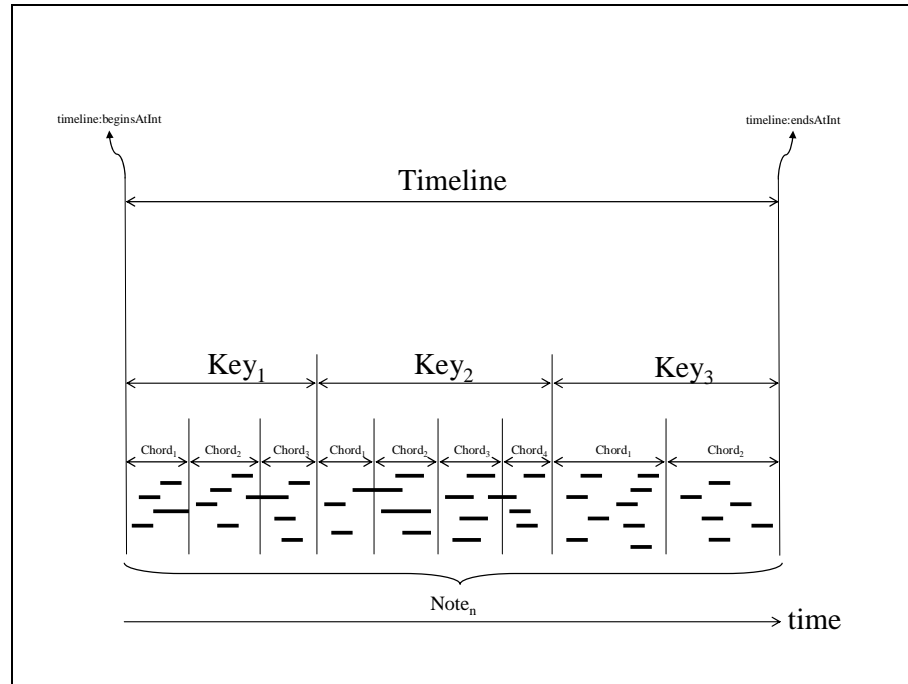 timeline:beginsAtInt timeline:endsAtInt
Timeline
Key₁ Key₂ Key₃
Chord₁ Chord₂ Chord₃ Chord₁ Chord₂ Chord₃ Chord₄ Chord₁ Chord₂
Noteₙ
time